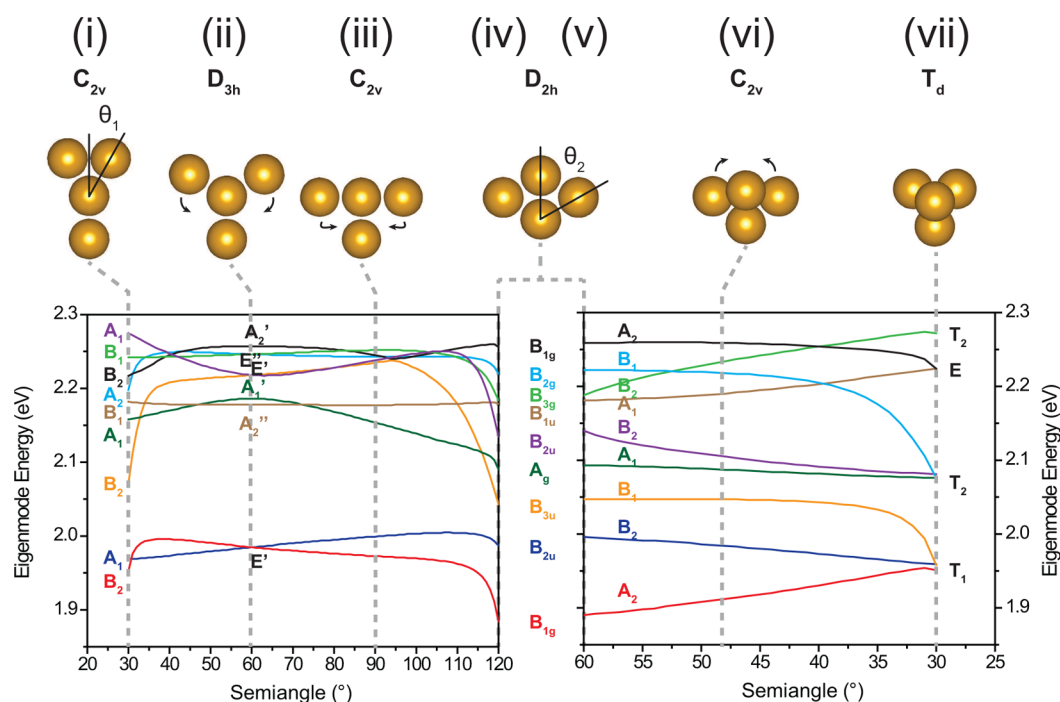 (i) (ii) (iii) (iv) (v) (vi) (vii)
C2v D3h C2v D2h C2v Td
θ1
θ2
Eigenmode Energy (eV)
2.3
2.2
2.1
2.0
1.9
A1
B1
B2
A2
B1
A1
B2
A1
B2
A2’
E’’
E’
A1’
A2’’
E’
20 30 40 50 60 70 80 90 100 110 120
Semiangle (°)
B1g
B2g
B3g
B1u
B2u
Ag
B3u
B2u
B1g
A2
B1
B2
A1
B2
A1
B1
B2
A2
T2
E
T2
T1
2.3
2.2
2.1
2.0
1.9
Eigenmode Energy (eV)
60 55 50 45 40 35 30 25
Semiangle (°)